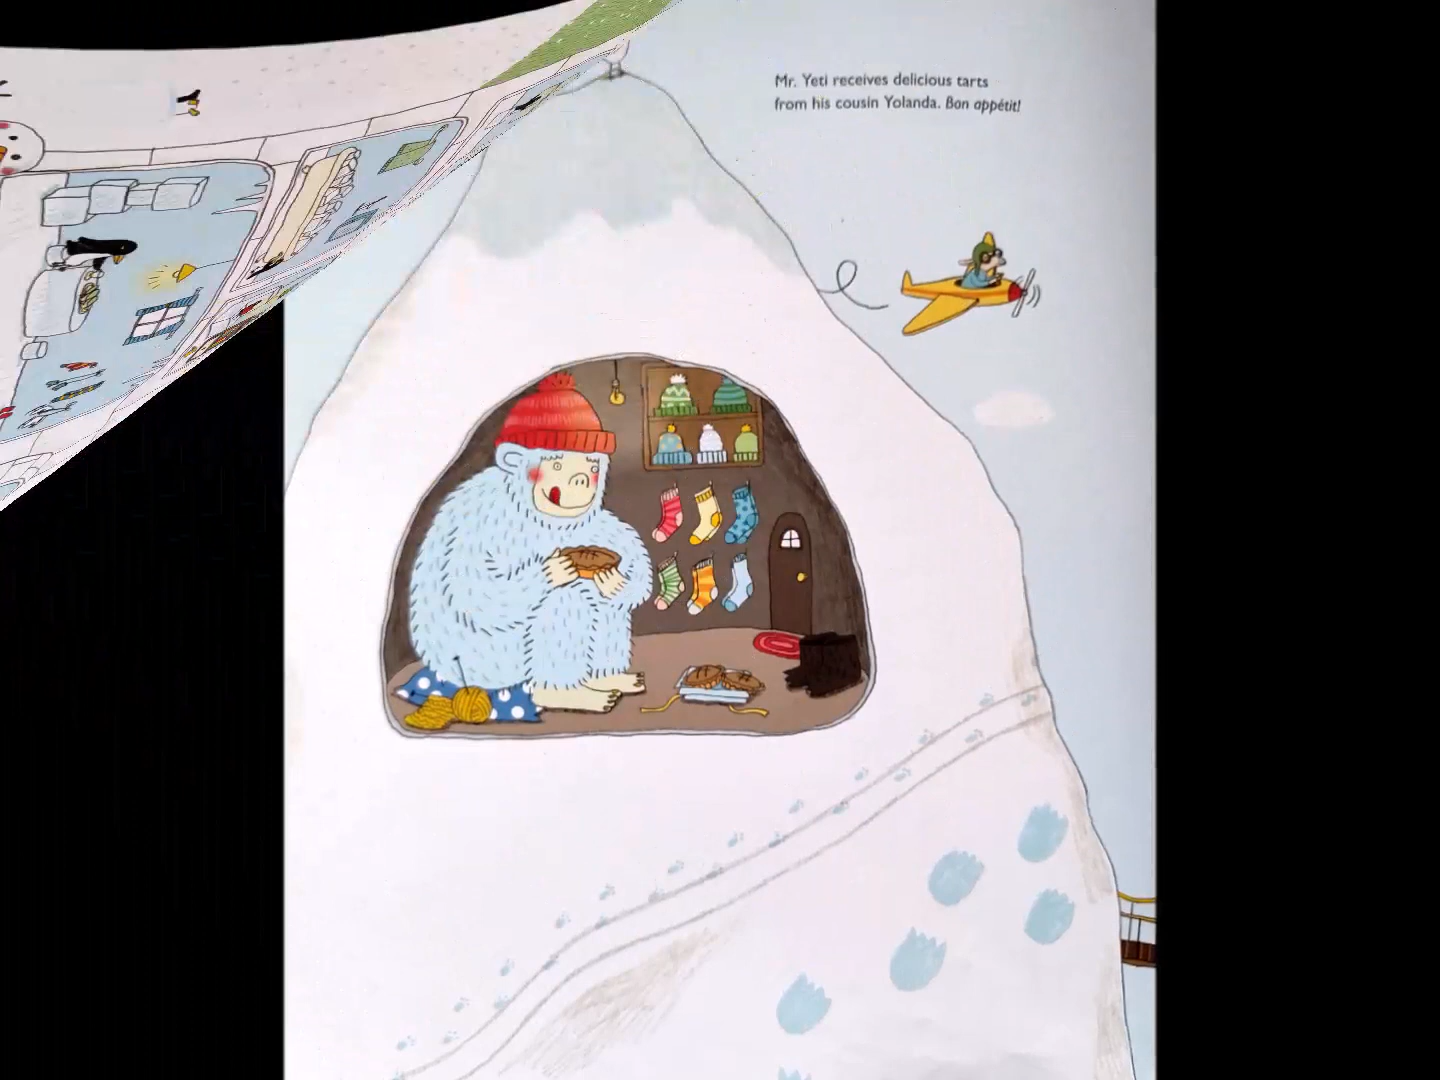 Mr. Yeti receives delicious tarts
from his cousin Yolanda. Bon appétit!